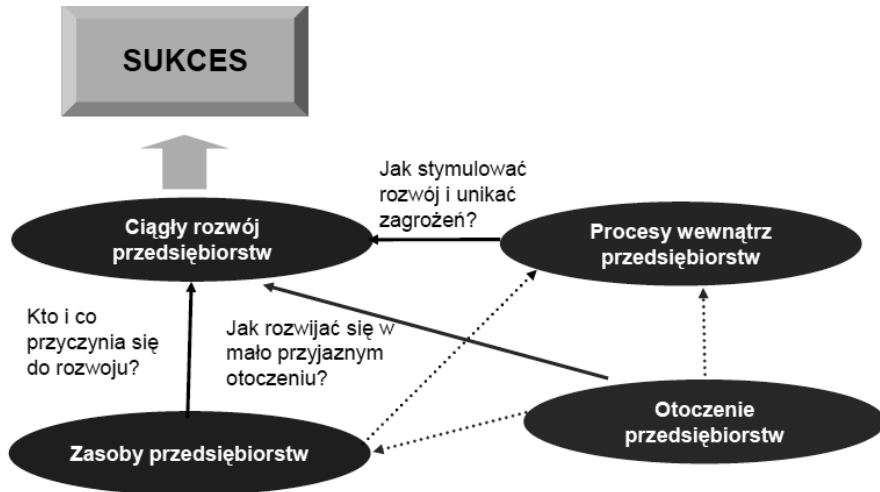 SUKCES
Jak stymulować
rozwój i unikać
zagrożeń?
Ciągły rozwój
przedsiębiorstw
Procesy wewnątrz
przedsiębiorstw
Kto i co
przyczynia się
do rozwoju?
Jak rozwijać się w
mało przyjaznym
otoczeniu?
Otoczenie
przedsiębiorstw
Zasoby przedsiębiorstw